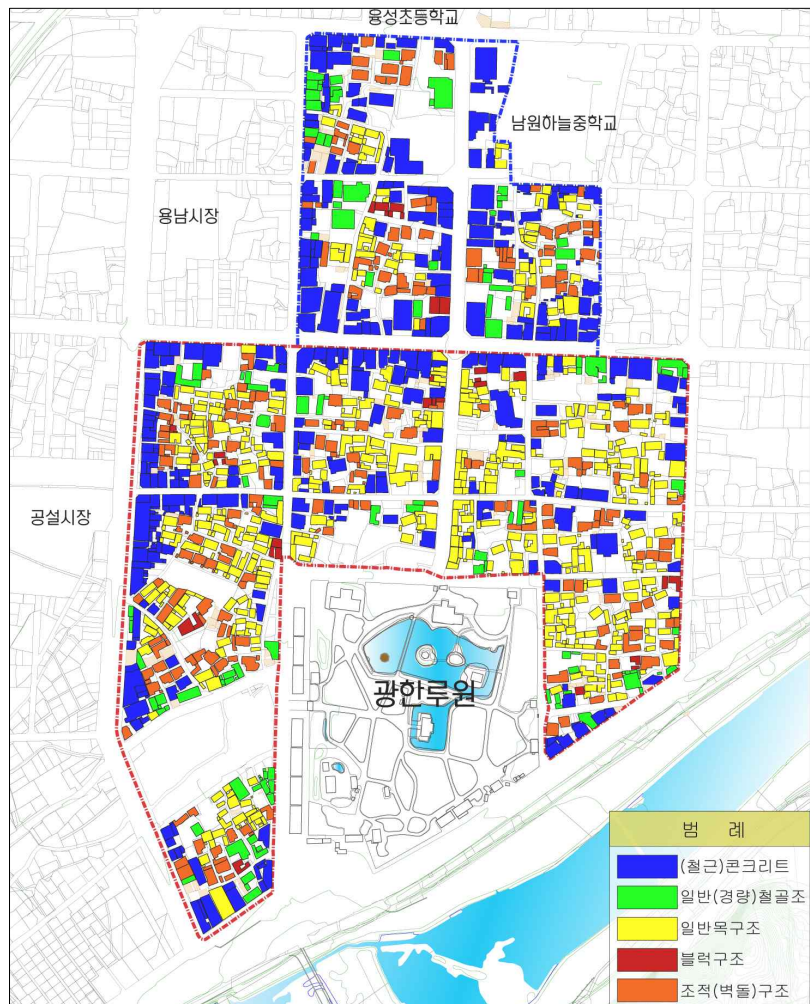 용성초등학교
남원하늘중학교
용남시장
공설시장
광한루원
범 례
(철근)콘크리트
일반(경량)철골조
일반목구조
블럭구조
조적(벽돌)구조